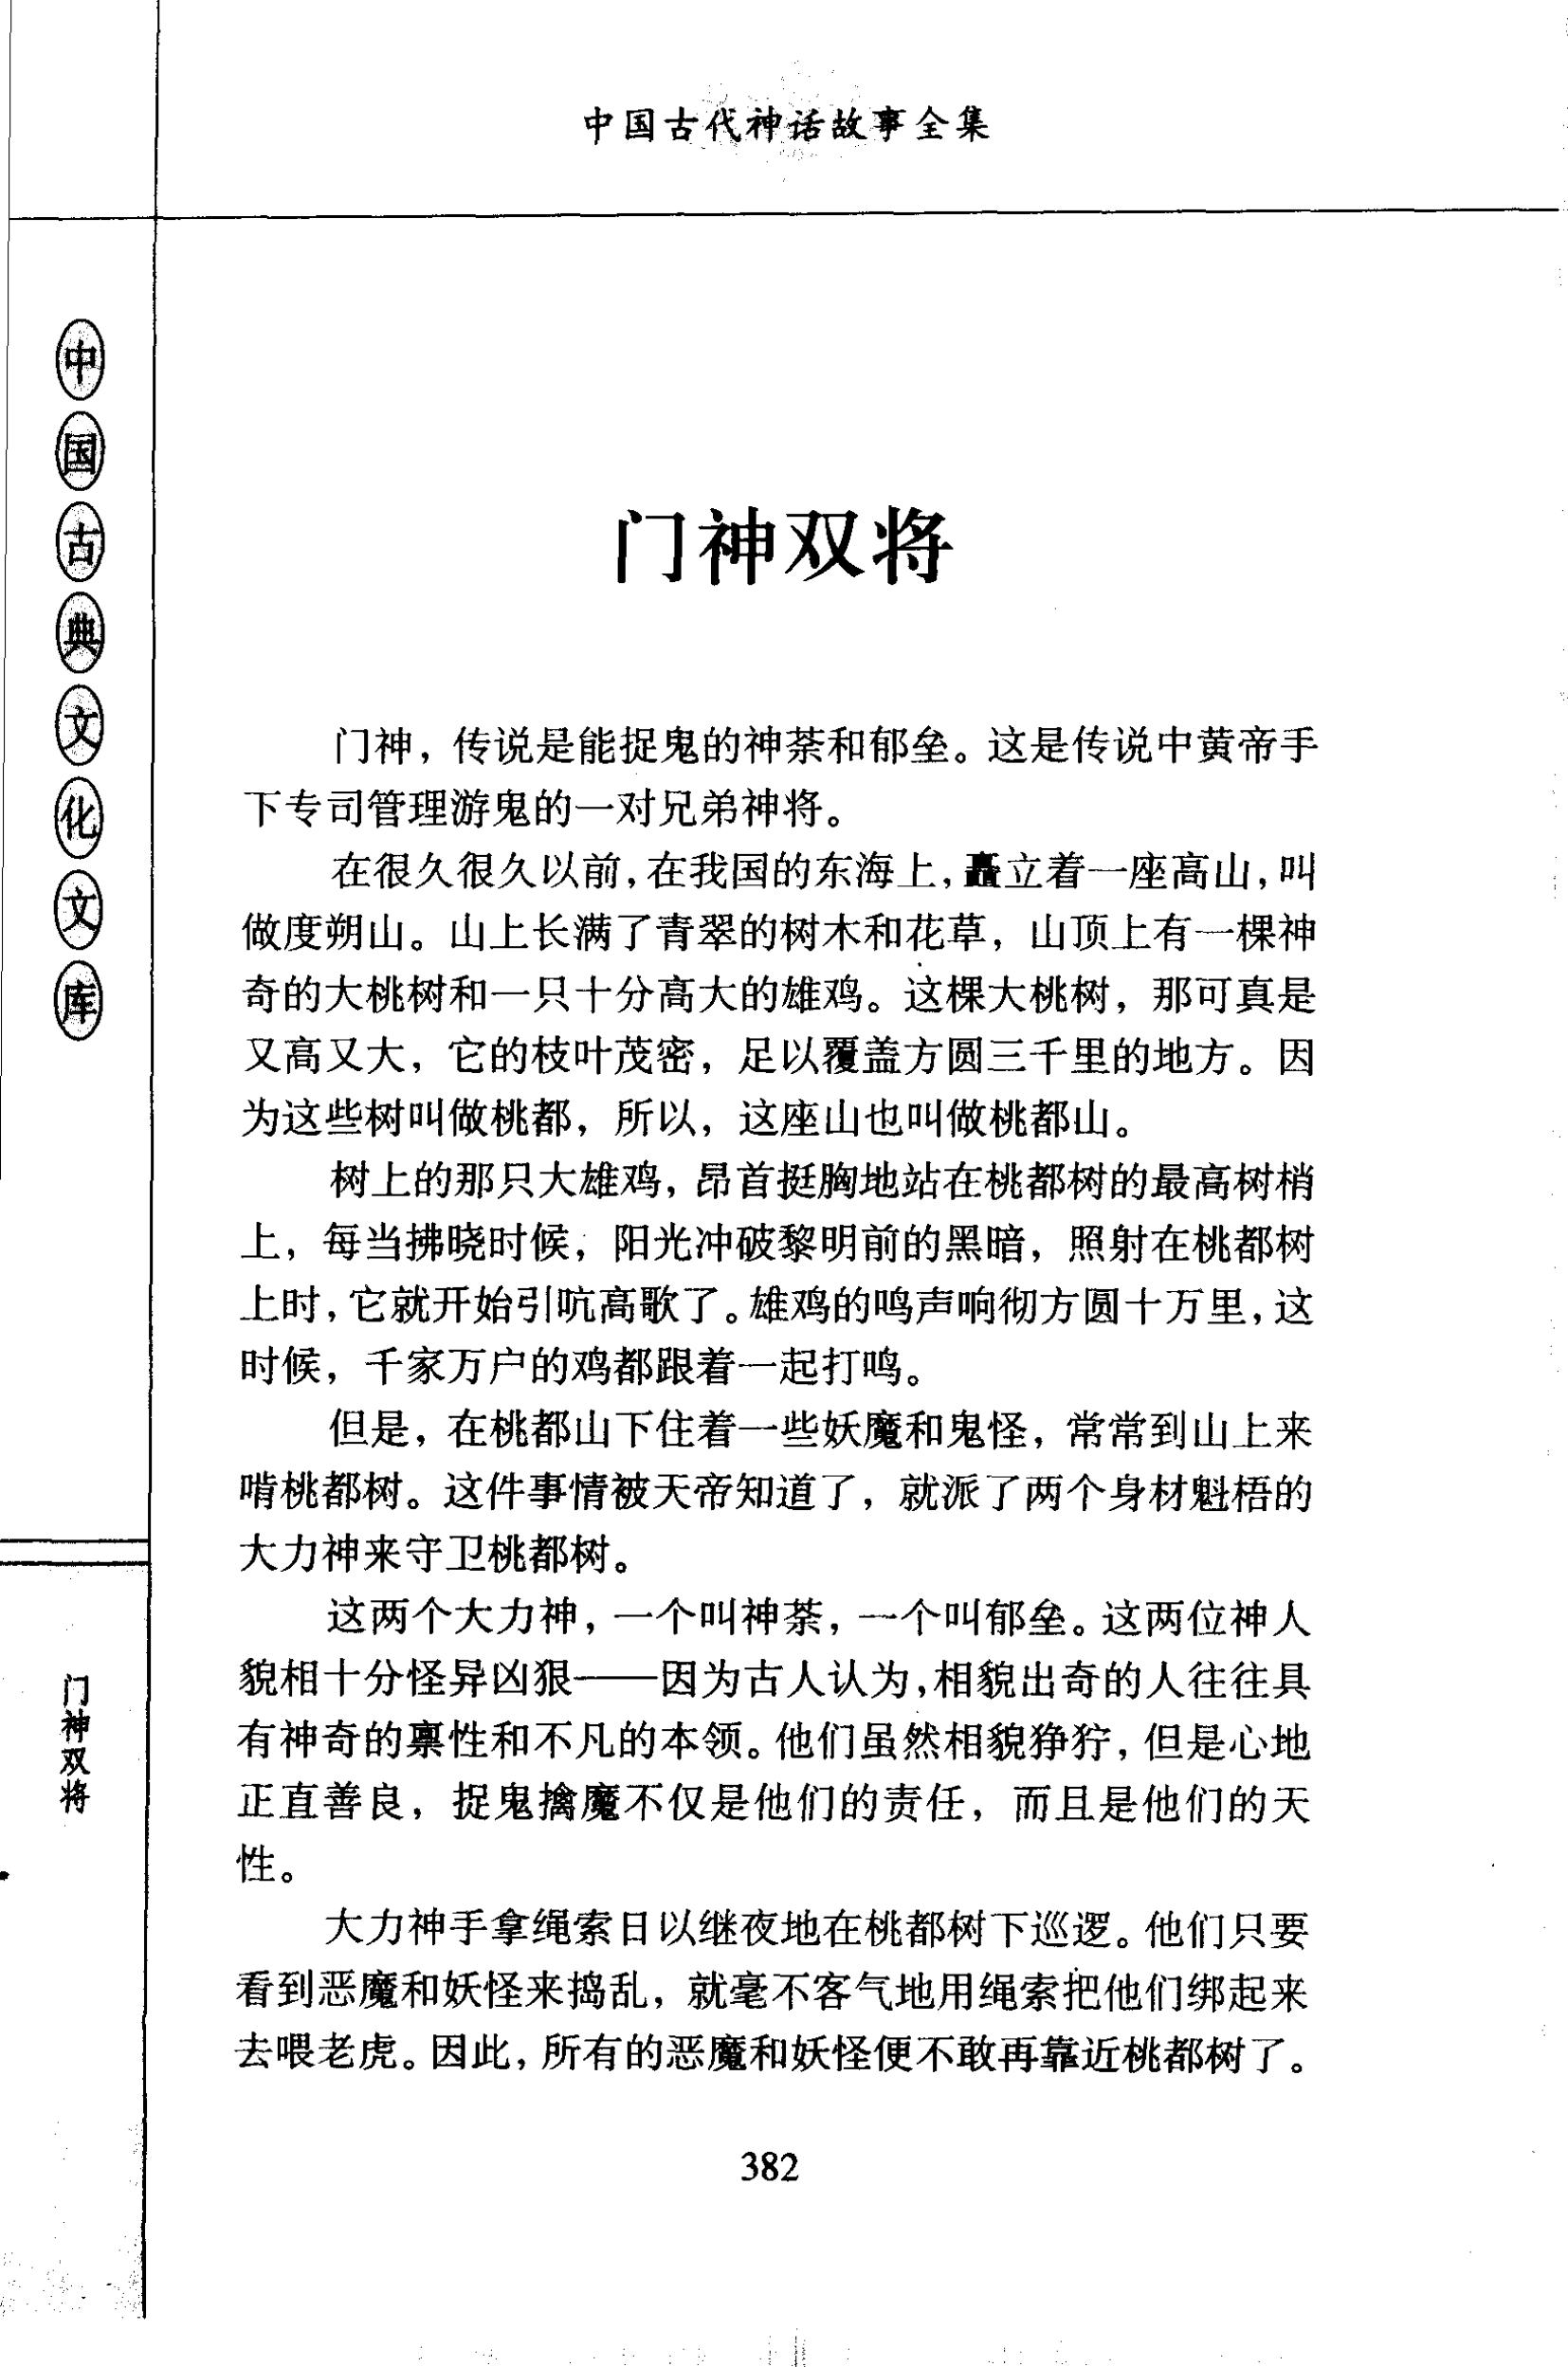 中国古代神话故事全集
中国古典文化文库
门神双将
门神双将
门神，传说是能捉鬼的神荼和郁垒。这是传说中黄帝手
下专司管理游鬼的一对兄弟神将。
在很久很久以前，在我国的东海上，矗立着一座高山，叫
做度朔山。山上长满了青翠的树木和花草，山顶上有一棵神
奇的大桃树和一只十分高大的雄鸡。这棵大桃树，那可真是
又高又大，它的枝叶茂密，足以覆盖方圆三千里的地方。因
为这些树叫做桃都，所以，这座山也叫做桃都山。
树上的那只大雄鸡，昂首挺胸地站在桃都树的最高树梢
上，每当拂晓时候，阳光冲破黎明前的黑暗，照射在桃都树
上时，它就开始引吭高歌了。雄鸡的鸣声响彻方圆十万里，这
时候，千家万户的鸡都跟着一起打鸣。
但是，在桃都山下住着一些妖魔和鬼怪，常常到山上来
啃桃都树。这件事情被天帝知道了，就派了两个身材魁梧的
大力神来守卫桃都树。
这两个大力神，一个叫神荼，一个叫郁垒。这两位神人
貌相十分怪异凶狠——因为古人认为，相貌出奇的人往往具
有神奇的禀性和不凡的本领。他们虽然相貌狰狞，但是心地
正直善良，捉鬼擒魔不仅是他们的责任，而且是他们的天
性。
大力神手拿绳索日以继夜地在桃都树下巡逻。他们只要
看到恶魔和妖怪来捣乱，就毫不客气地用绳索把他们绑起来
去喂老虎。因此，所有的恶魔和妖怪便不敢再靠近桃都树了。
382